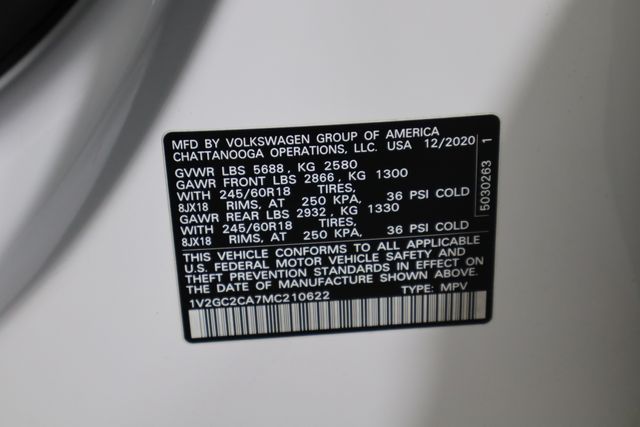 MFD BY VOLKSWAGEN GROUP OF AMERICA
CHATTANOOGA OPERATIONS, LLC. USA 12/2020
GVWR LBS 5688, KG 2580
GAWR FRONT LBS 2866, KG 1300
WITH 245/60R18 TIRES,
8JX18 RIMS, AT 250 KPA, 36 PSI COLD
GAWR REAR LBS 2932, KG 1330
WITH 245/60R18 TIRES,
8JX18 RIMS, AT 250 KPA, 36 PSI COLD
THIS VEHICLE CONFORMS TO ALL APPLICABLE
U.S. FEDERAL MOTOR VEHICLE SAFETY AND
THEFT PREVENTION STANDARDS IN EFFECT ON
THE DATE OF MANUFACTURE SHOWN ABOVE.
1V2GC2CA7MC210622 TYPE: MPV
5030263 1